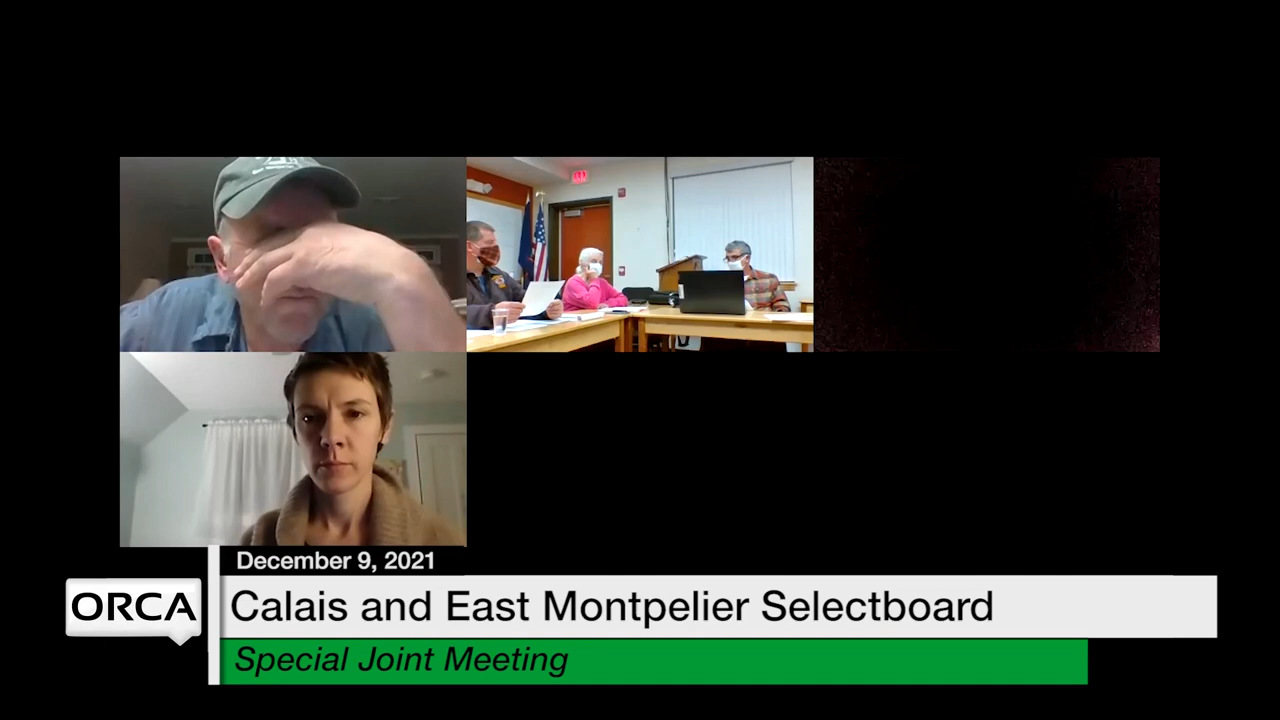 December 9, 2021
ORCA
Calais and East Montpelier Selectboard
Special Joint Meeting